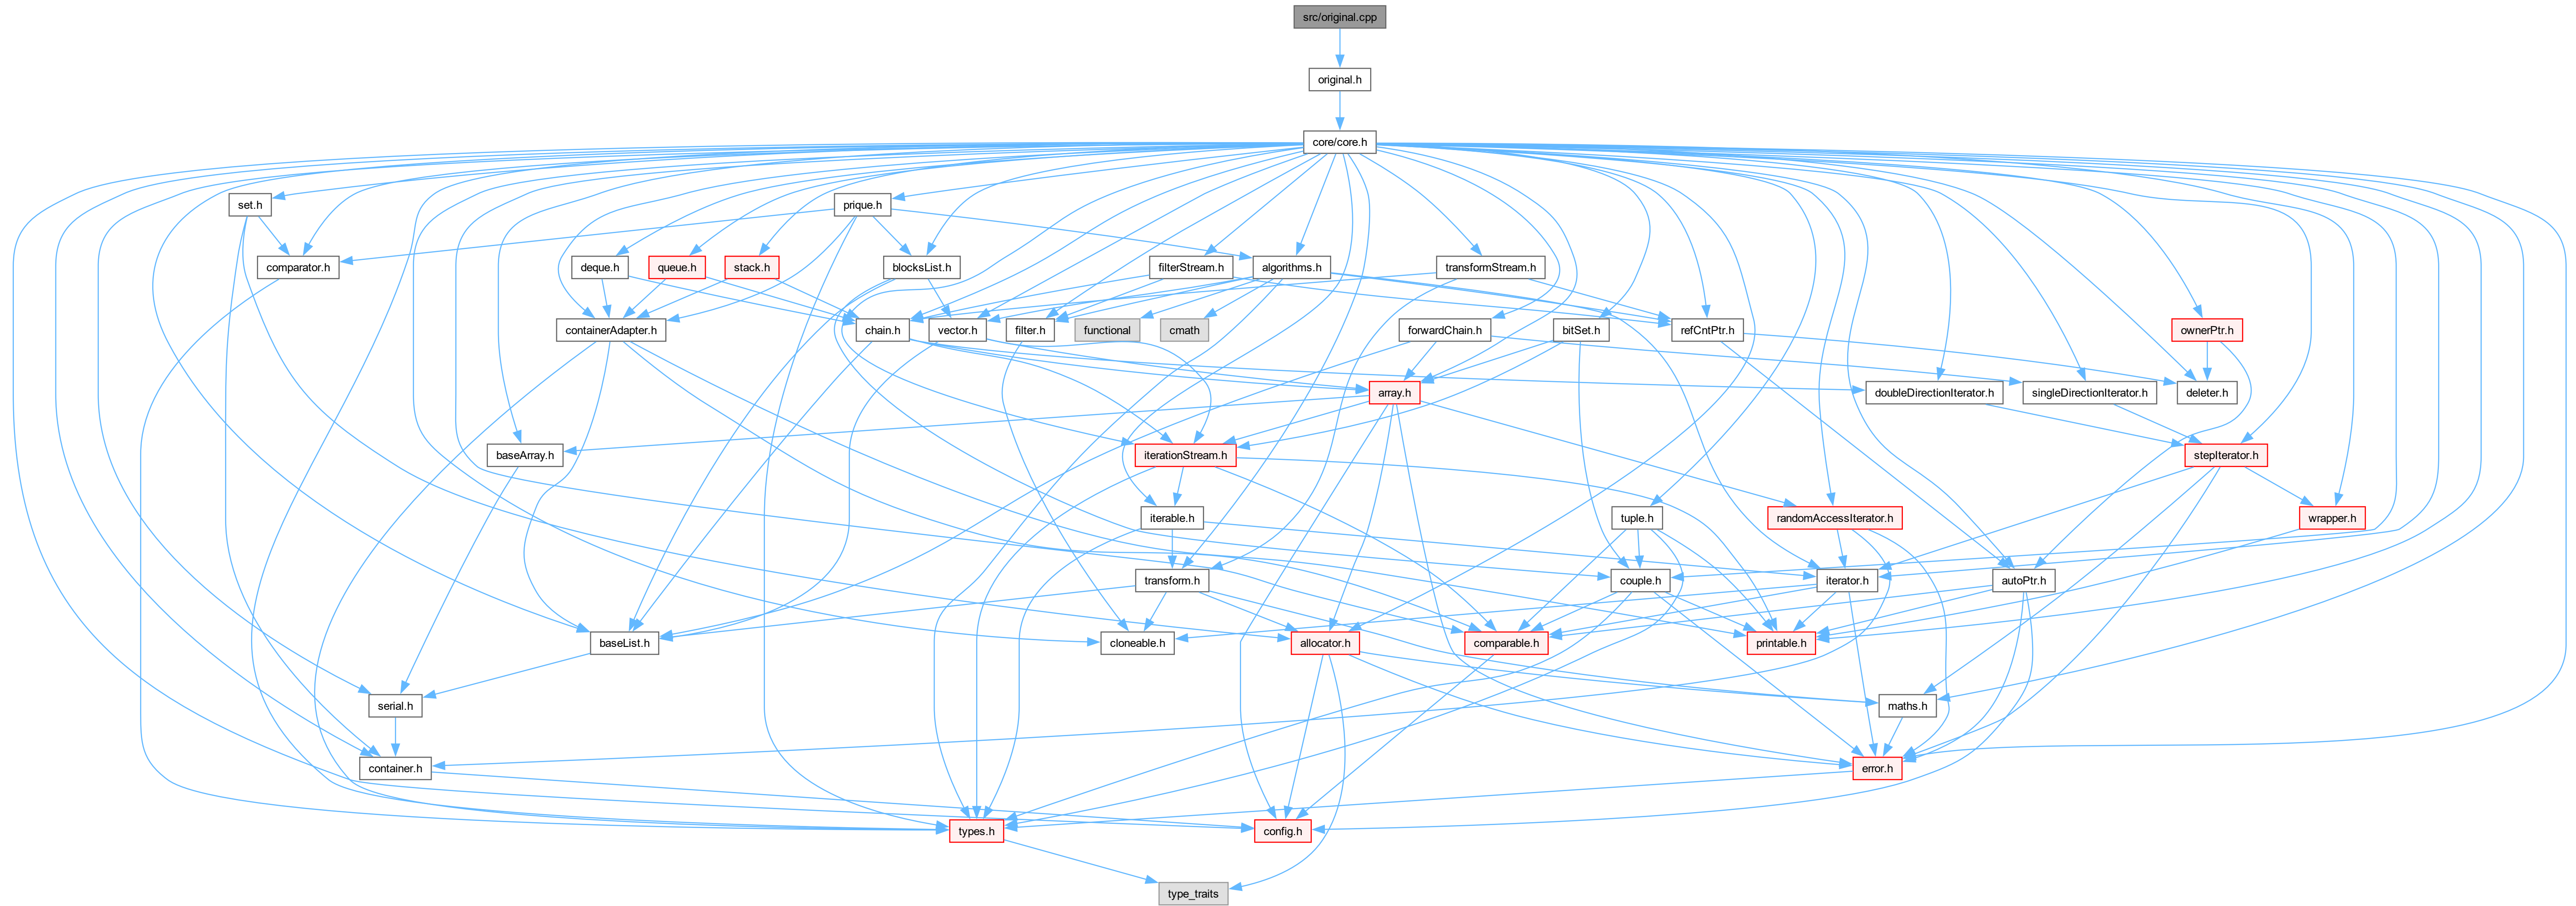 src/original.cpp
original.h
core/core.h
set.h
prique.h
comparator.h
deque.h
queue.h
stack.h
blocksList.h
filterStream.h
algorithms.h
transformStream.h
containerAdapter.h
chain.h
vector.h
filter.h
functional
cmath
forwardChain.h
bitSet.h
refCntPtr.h
ownerPtr.h
array.h
doubleDirectionIterator.h
singleDirectionIterator.h
deleter.h
baseArray.h
iterationStream.h
stepIterator.h
iterable.h
tuple.h
randomAccessIterator.h
wrapper.h
transform.h
couple.h
iterator.h
autoPtr.h
baseList.h
cloneable.h
allocator.h
comparable.h
printable.h
serial.h
maths.h
container.h
error.h
types.h
config.h
type_traits